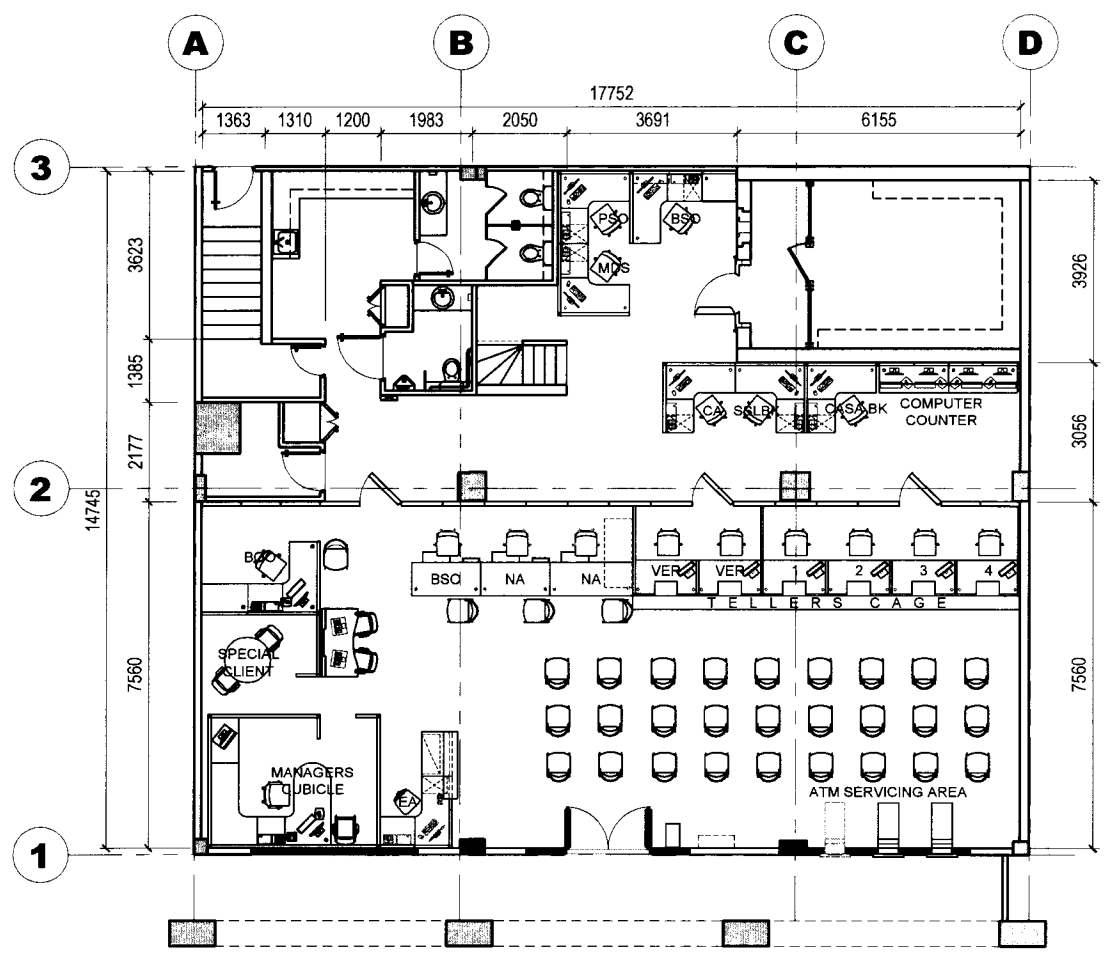 A
B
C
D
17752
1363
1310
1200
1983
2050
3691
6155
3
3623
3926
PSO
BSO
MDS
1385
14745
2177
3056
CA
SSLBK
CASA BK
COMPUTER
COUNTER
2
BSO
NA
NA
VER
VER
1
2
3
4
TELLERS CAGE
7560
7560
SPECIAL
CLIENT
MANAGERS
CUBICLE
EA
ATM SERVICING AREA
1